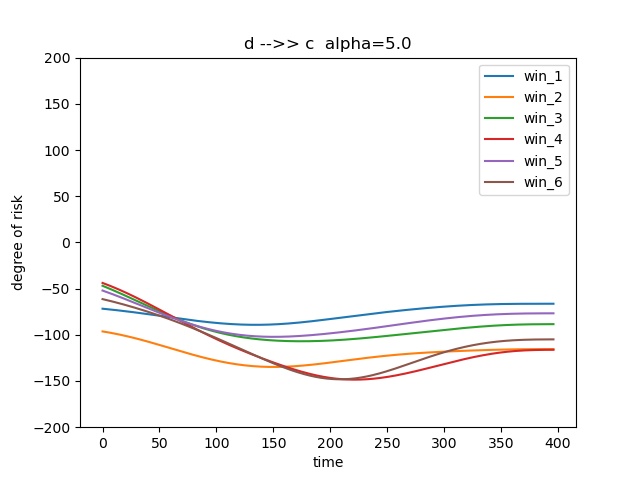 d -->> c  alpha=5.0
degree of risk
200
150
100
50
0
−50
−100
−150
−200
0
50
100
150
200
250
300
350
400
time
win_1
win_2
win_3
win_4
win_5
win_6